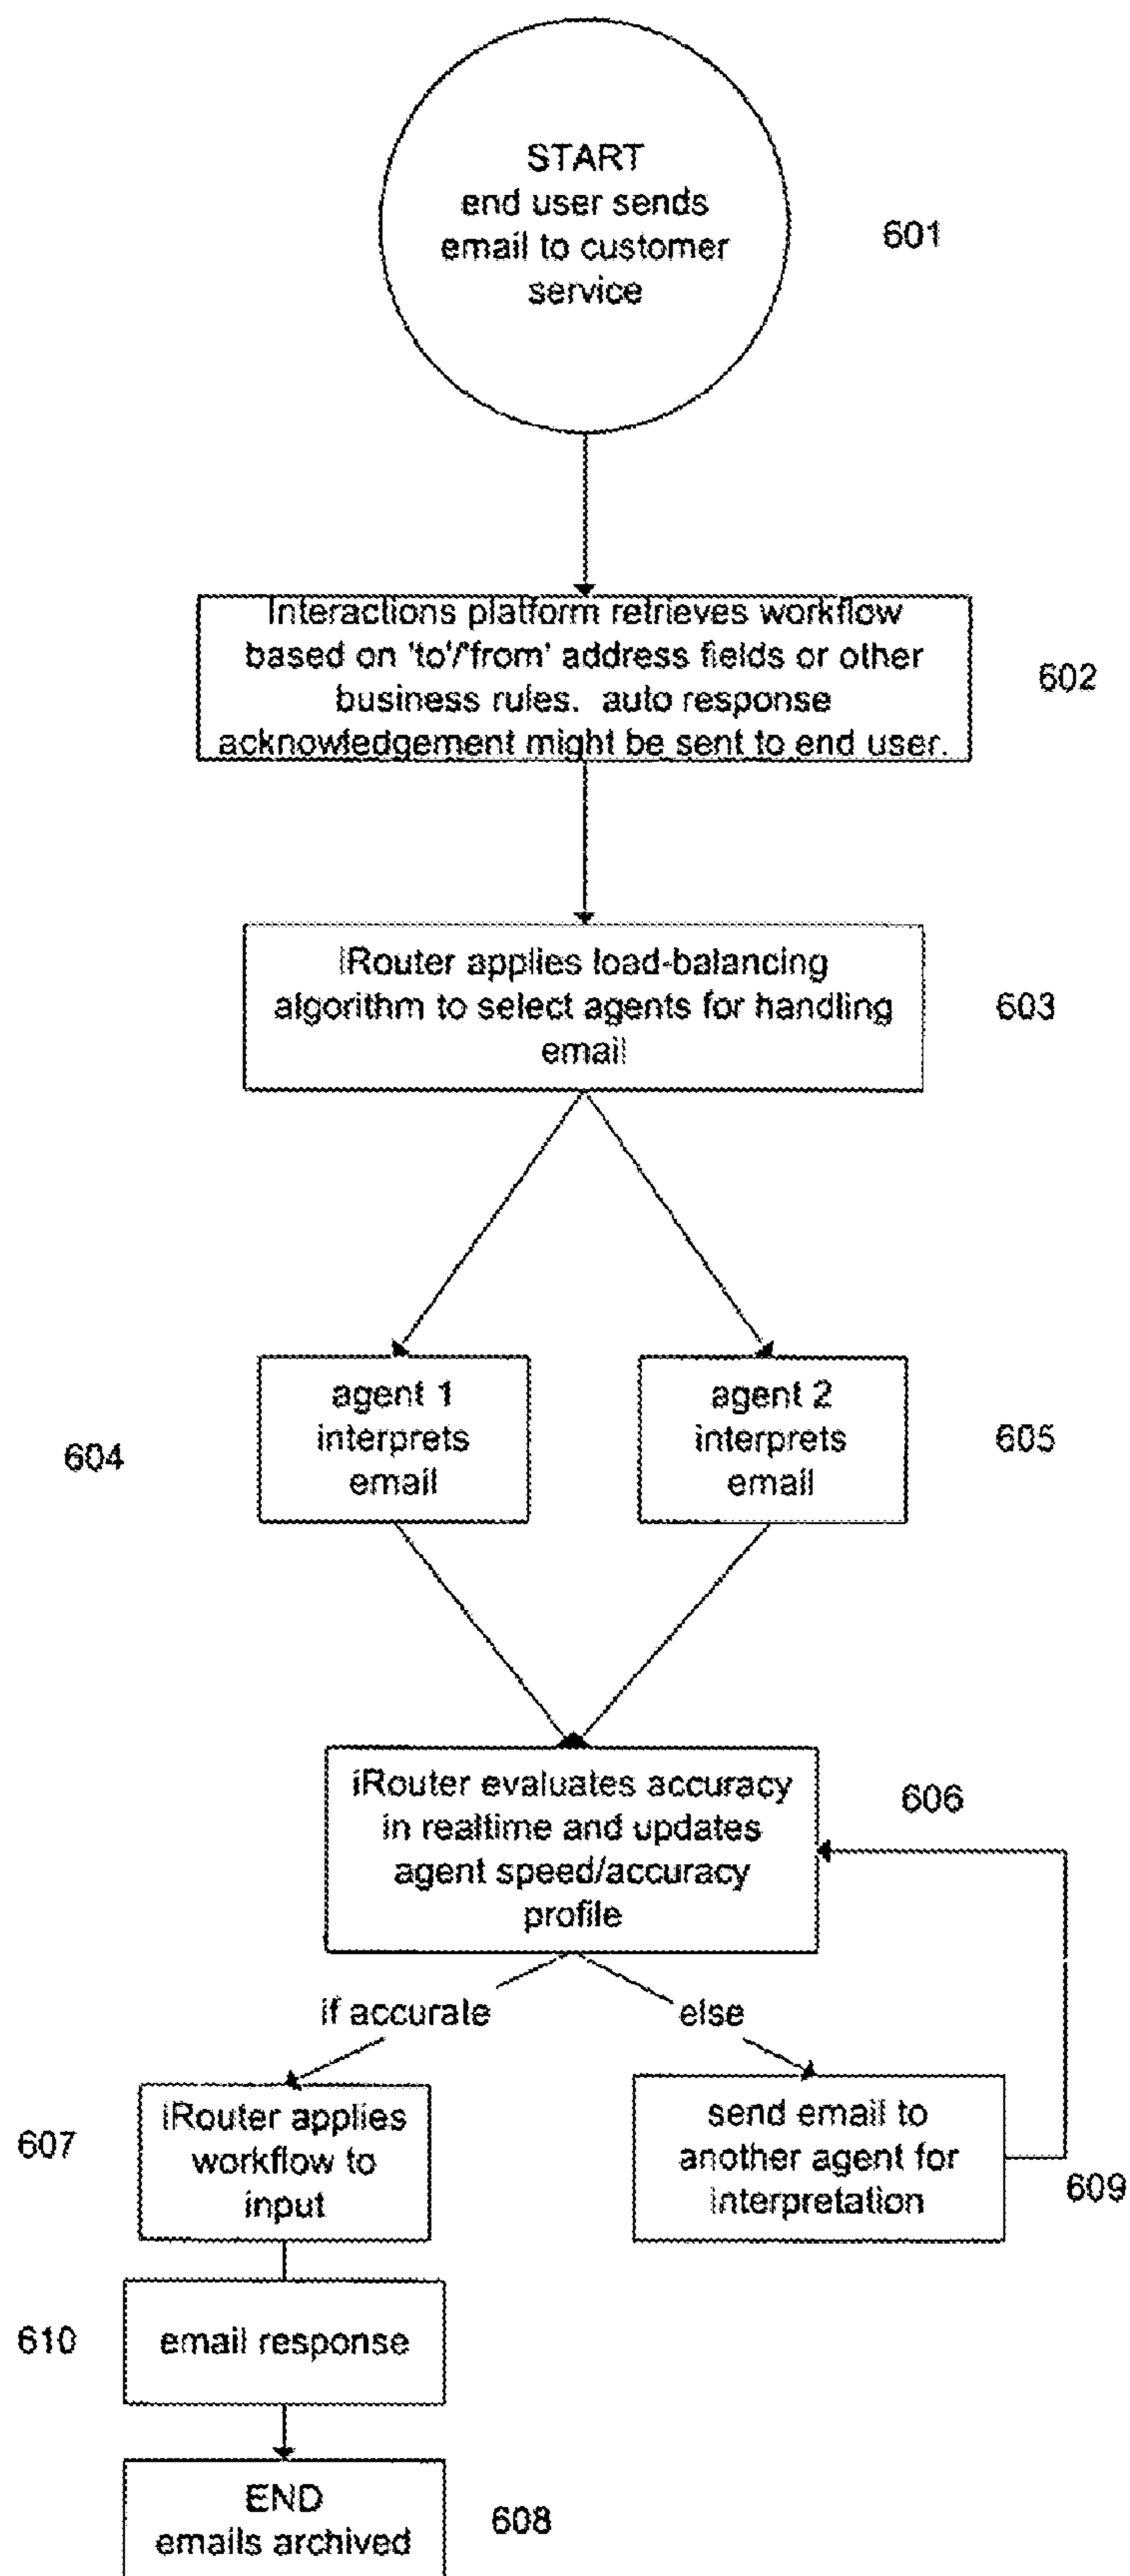 START
end user sends
email to customer
service
601
Interactions platform retrieves workflow
based on 'to'/'from' address fields or other
business rules. auto response
acknowledgement might be sent to end user.
602
iRouter applies load-balancing
algorithm to select agents for handling
email
603
604
agent 1
interprets
email
agent 2
interprets
email
605
iRouter evaluates accuracy
in realtime and updates
agent speed/accuracy
profile
606
if accurate
else
607
iRouter applies
workflow to
input
send email to
another agent for
interpretation
609
610
email response
END
emails archived
608